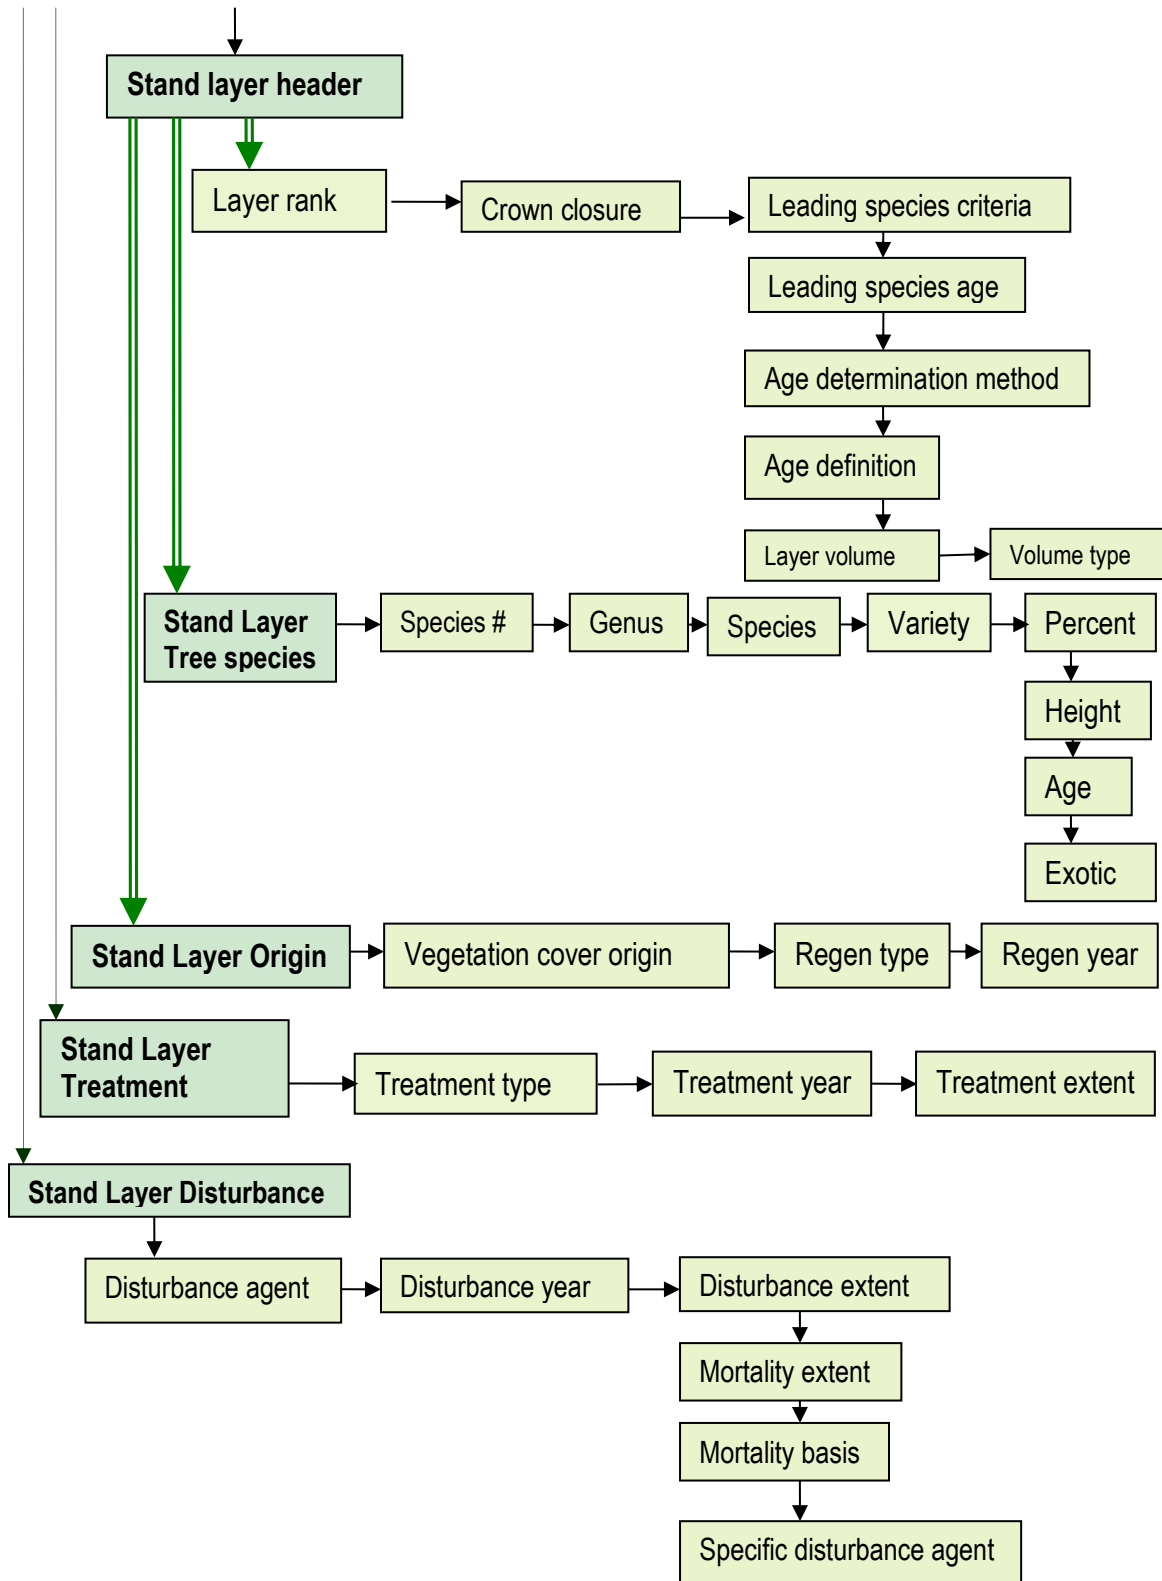 Stand layer header
Layer rank
Crown closure
Leading species criteria
Leading species age
Age determination method
Age definition
Layer volume
Volume type
Stand Layer
Tree species
Species #
Genus
Species
Variety
Percent
Height
Age
Exotic
Stand Layer Origin
Vegetation cover origin
Regen type
Regen year
Stand Layer
Treatment
Treatment type
Treatment year
Treatment extent
Stand Layer Disturbance
Disturbance agent
Disturbance year
Disturbance extent
Mortality extent
Mortality basis
Specific disturbance agent